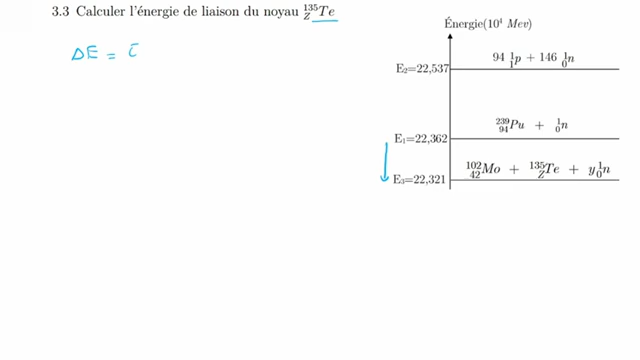 3.3 Calculer l'énergie de liaison du noyau ¹³⁵_Z Te
ΔE =
Énergie(10⁴ Mev)
E₂=22,537 94 ¹₁p + 146 ¹₀n
E₁=22,362 ²³⁹₉₄Pu + ¹₀n
E₃=22,321 ¹⁰²₄₂Mo + ¹³⁵_Z Te + y¹₀n